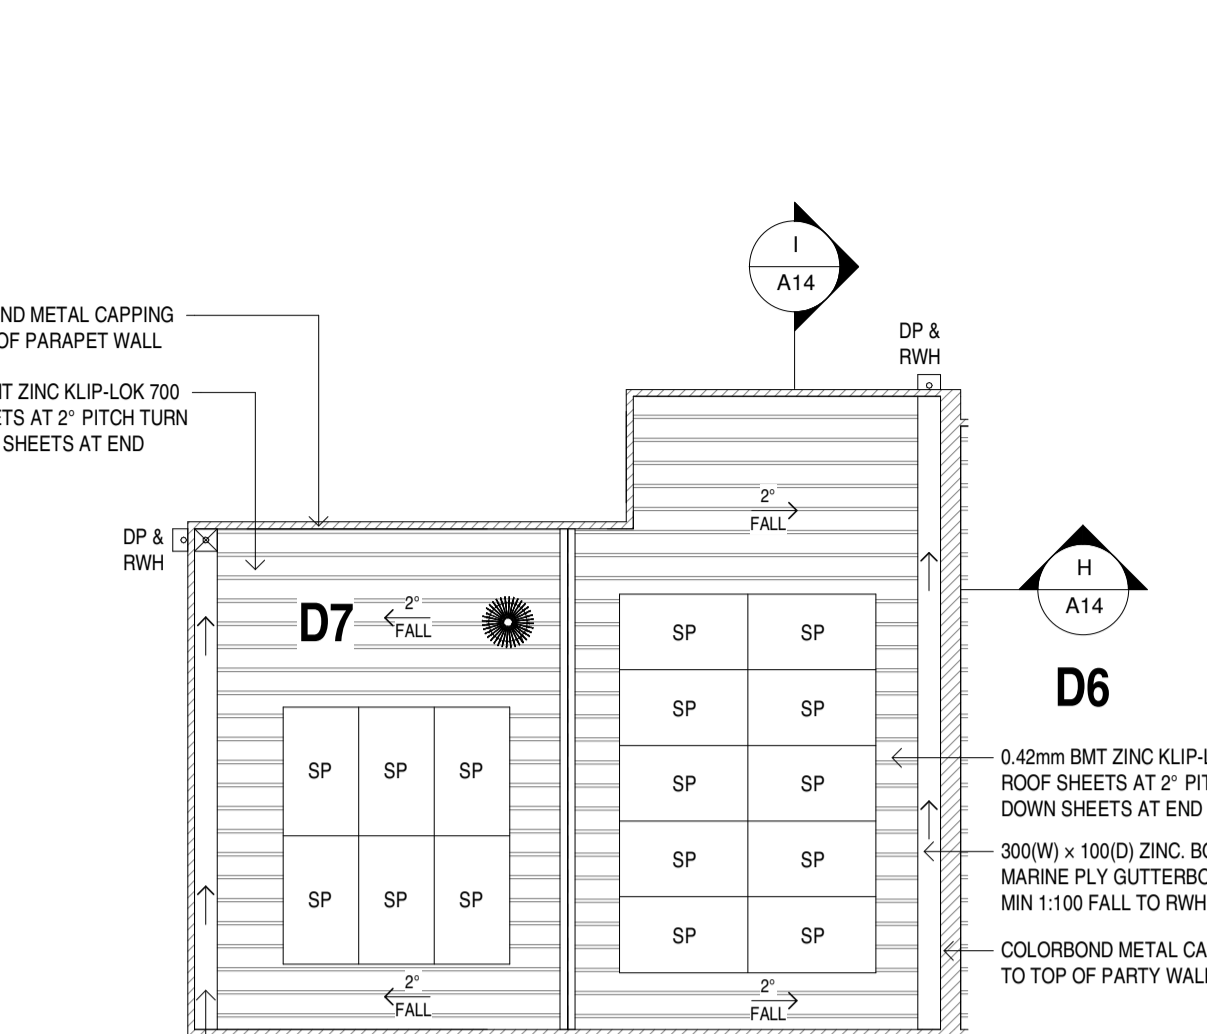 I
A14
ND METAL CAPPING
OF PARAPET WALL
DP &
RWH
T ZINC KLIP-LOK 700
ETS AT 2° PITCH TURN
SHEETS AT END
2°
FALL
DP &
RWH
H
A14
D7
2°
FALL
SP SP
D6
SP SP
SP SP SP
SP SP
0.42mm BMT ZINC KLIP-L
ROOF SHEETS AT 2° PIT
DOWN SHEETS AT END
300(W) × 100(D) ZINC. BO
MARINE PLY GUTTERBO
MIN 1:100 FALL TO RWH
SP SP
SP SP SP
SP SP
COLORBOND METAL CA
TO TOP OF PARTY WALL
2°
FALL
2°
FALL